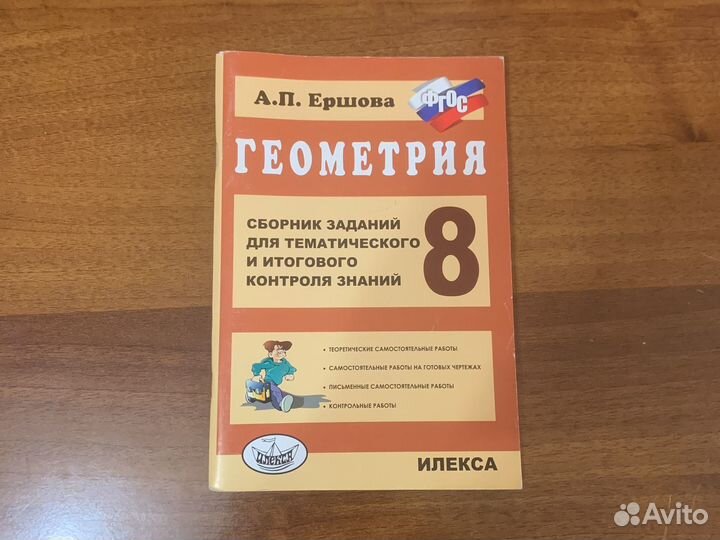 А.П. Ершова
ФГОС
ГЕОМЕТРИЯ
СБОРНИК ЗАДАНИЙ
ДЛЯ ТЕМАТИЧЕСКОГО
И ИТОГОВОГО
КОНТРОЛЯ ЗНАНИЙ
8
• ТЕОРЕТИЧЕСКИЕ САМОСТОЯТЕЛЬНЫЕ РАБОТЫ
• САМОСТОЯТЕЛЬНЫЕ РАБОТЫ НА ГОТОВЫХ ЧЕРТЕЖАХ
• ПИСЬМЕННЫЕ САМОСТОЯТЕЛЬНЫЕ РАБОТЫ
• КОНТРОЛЬНЫЕ РАБОТЫ
ИЛЕКСА
ИЛЕКСА
Avito